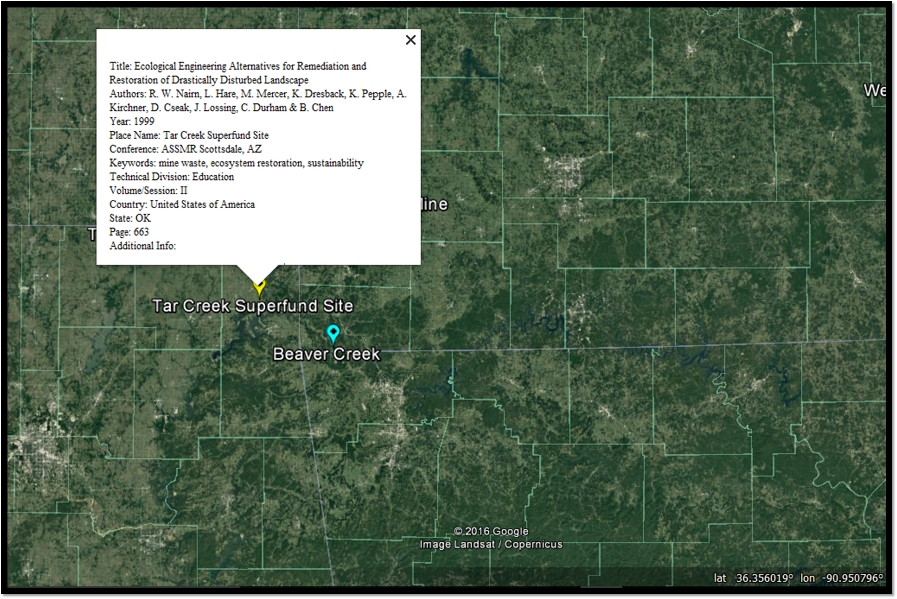 Title: Ecological Engineering Alternatives for Remediation and
Restoration of Drastically Disturbed Landscape
Authors: R. W. Nairn, L. Hare, M. Mercer, K. Dresback, K. Pepple, A.
Kirchner, D. Cseak, J. Lossing, C. Durham & B. Chen
Year: 1999
Place Name: Tar Creek Superfund Site
Conference: ASSMR Scottsdale, AZ
Keywords: mine waste, ecosystem restoration, sustainability
Technical Division: Education
Volume/Session: II
Country: United States of America
State: OK
Page: 663
Additional Info:
We
Tar Creek Superfund Site
Beaver Creek
© 2016 Google
Image Landsat / Copernicus
lat 36.356019° lon -90.950796°